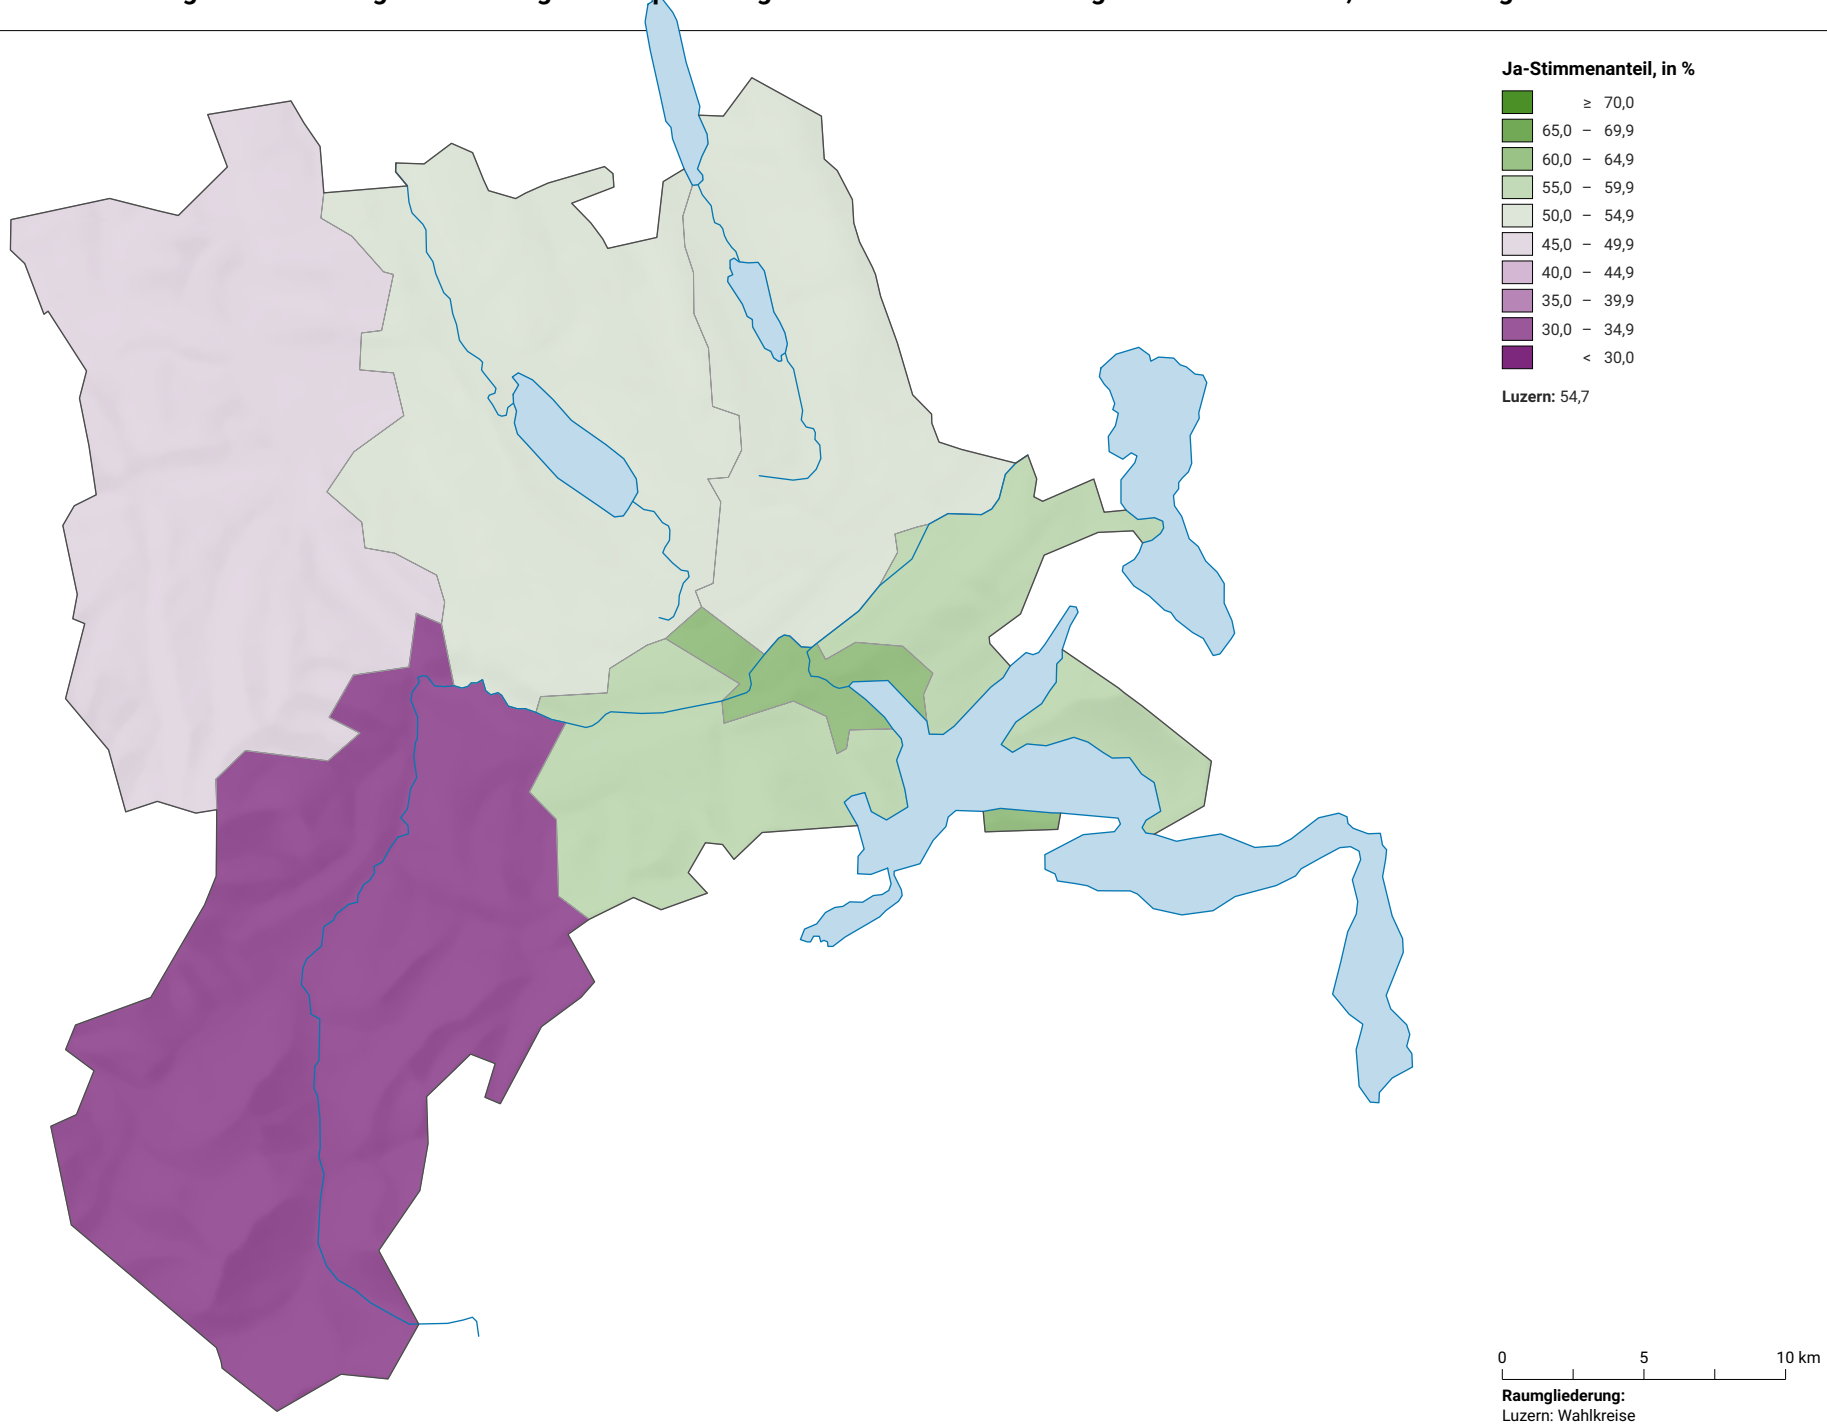 Ja-Stimmenanteil, in %
≥ 70,0
65,0 – 69,9
60,0 – 64,9
55,0 – 59,9
50,0 – 54,9
45,0 – 49,9
40,0 – 44,9
35,0 – 39,9
30,0 – 34,9
< 30,0
Luzern: 54,7
0 5 10 km
Raumgliederung:
Luzern: Wahlkreise